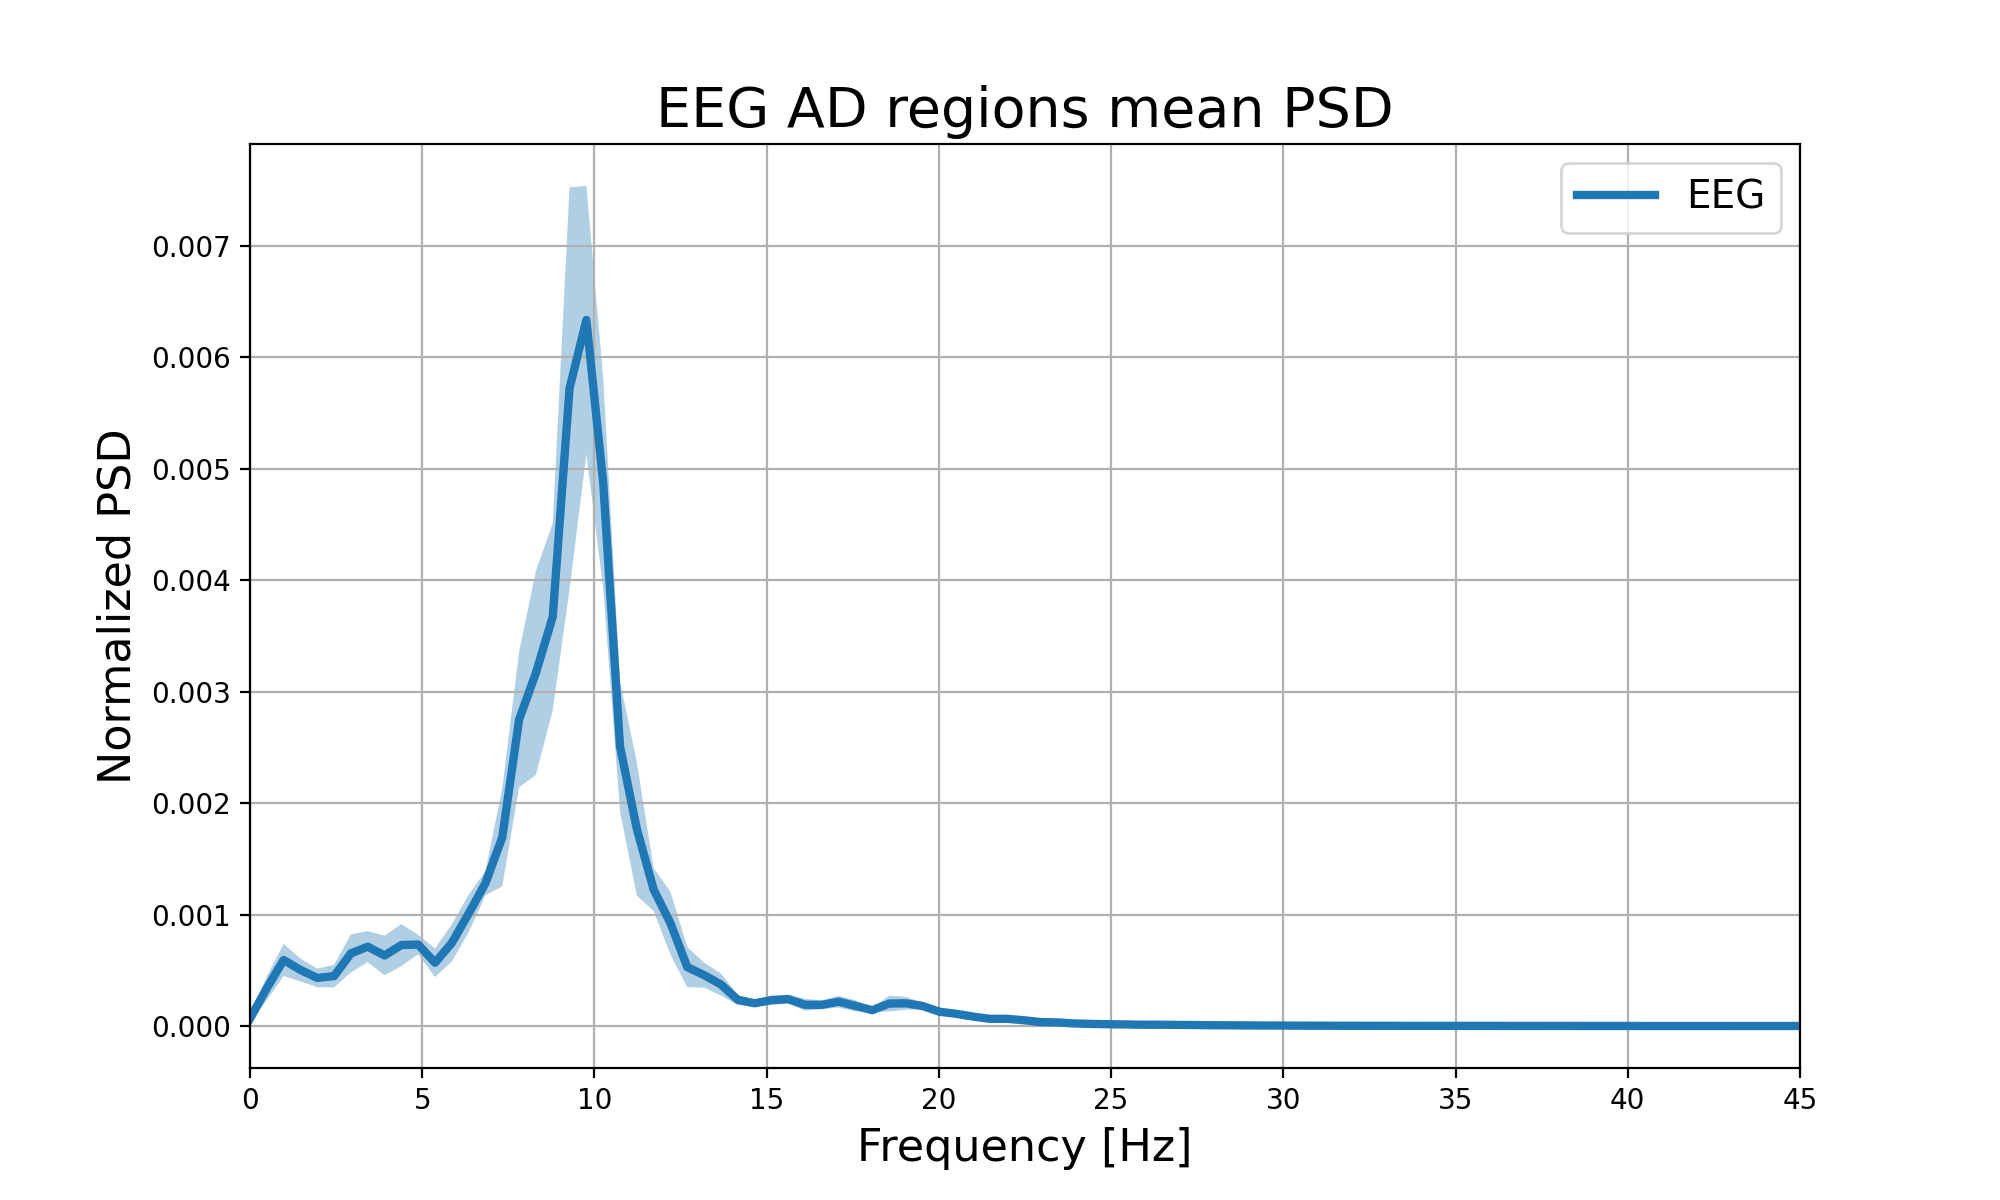 EEG AD regions mean PSD
EEG
Normalized PSD
0.007
0.006
0.005
0.004
0.003
0.002
0.001
0.000
0 5 10 15 20 25 30 35 40 45
Frequency [Hz]